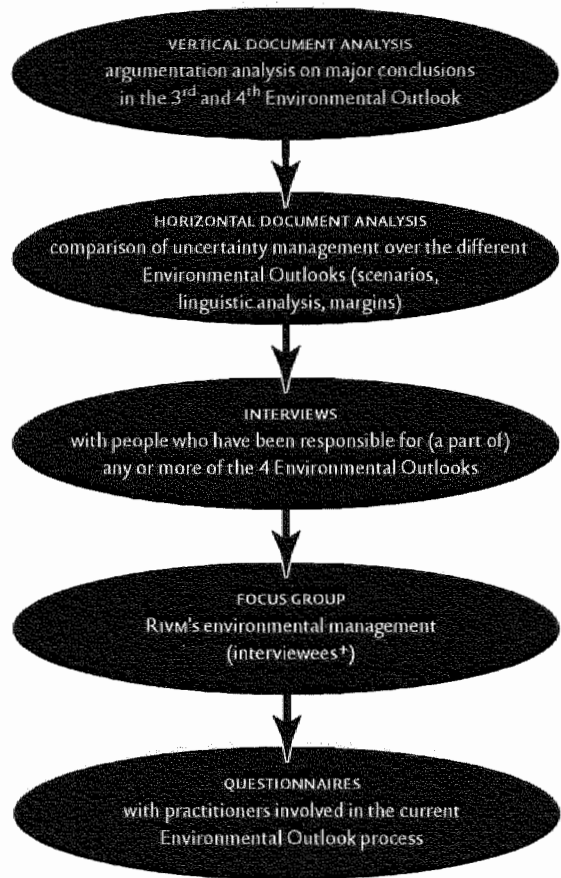 VERTICAL DOCUMENT ANALYSIS
argumentation analysis on major conclusions
in the 3rd and 4th Environmental Outlook
HORIZONTAL DOCUMENT ANALYSIS
comparison of uncertainty management over the different
Environmental Outlooks (scenarios,
linguistic analysis, margins)
INTERVIEWS
with people who have been responsible for (a part of)
any or more of the 4 Environmental Outlooks
FOCUS GROUP
RIVM's environmental management
(interviewees+)
QUESTIONNAIRES
with practitioners involved in the current
Environmental Outlook process